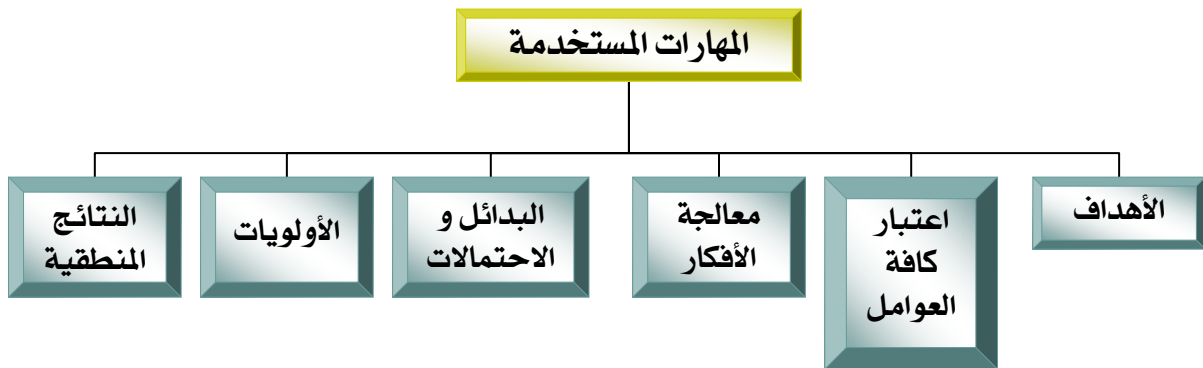 المهارات المستخدمة
الأهداف
اعتبار
كافة
العوامل
معالجة
الأفكار
البدائل و
الاحتمالات
الأولويات
النتائج
المنطقية